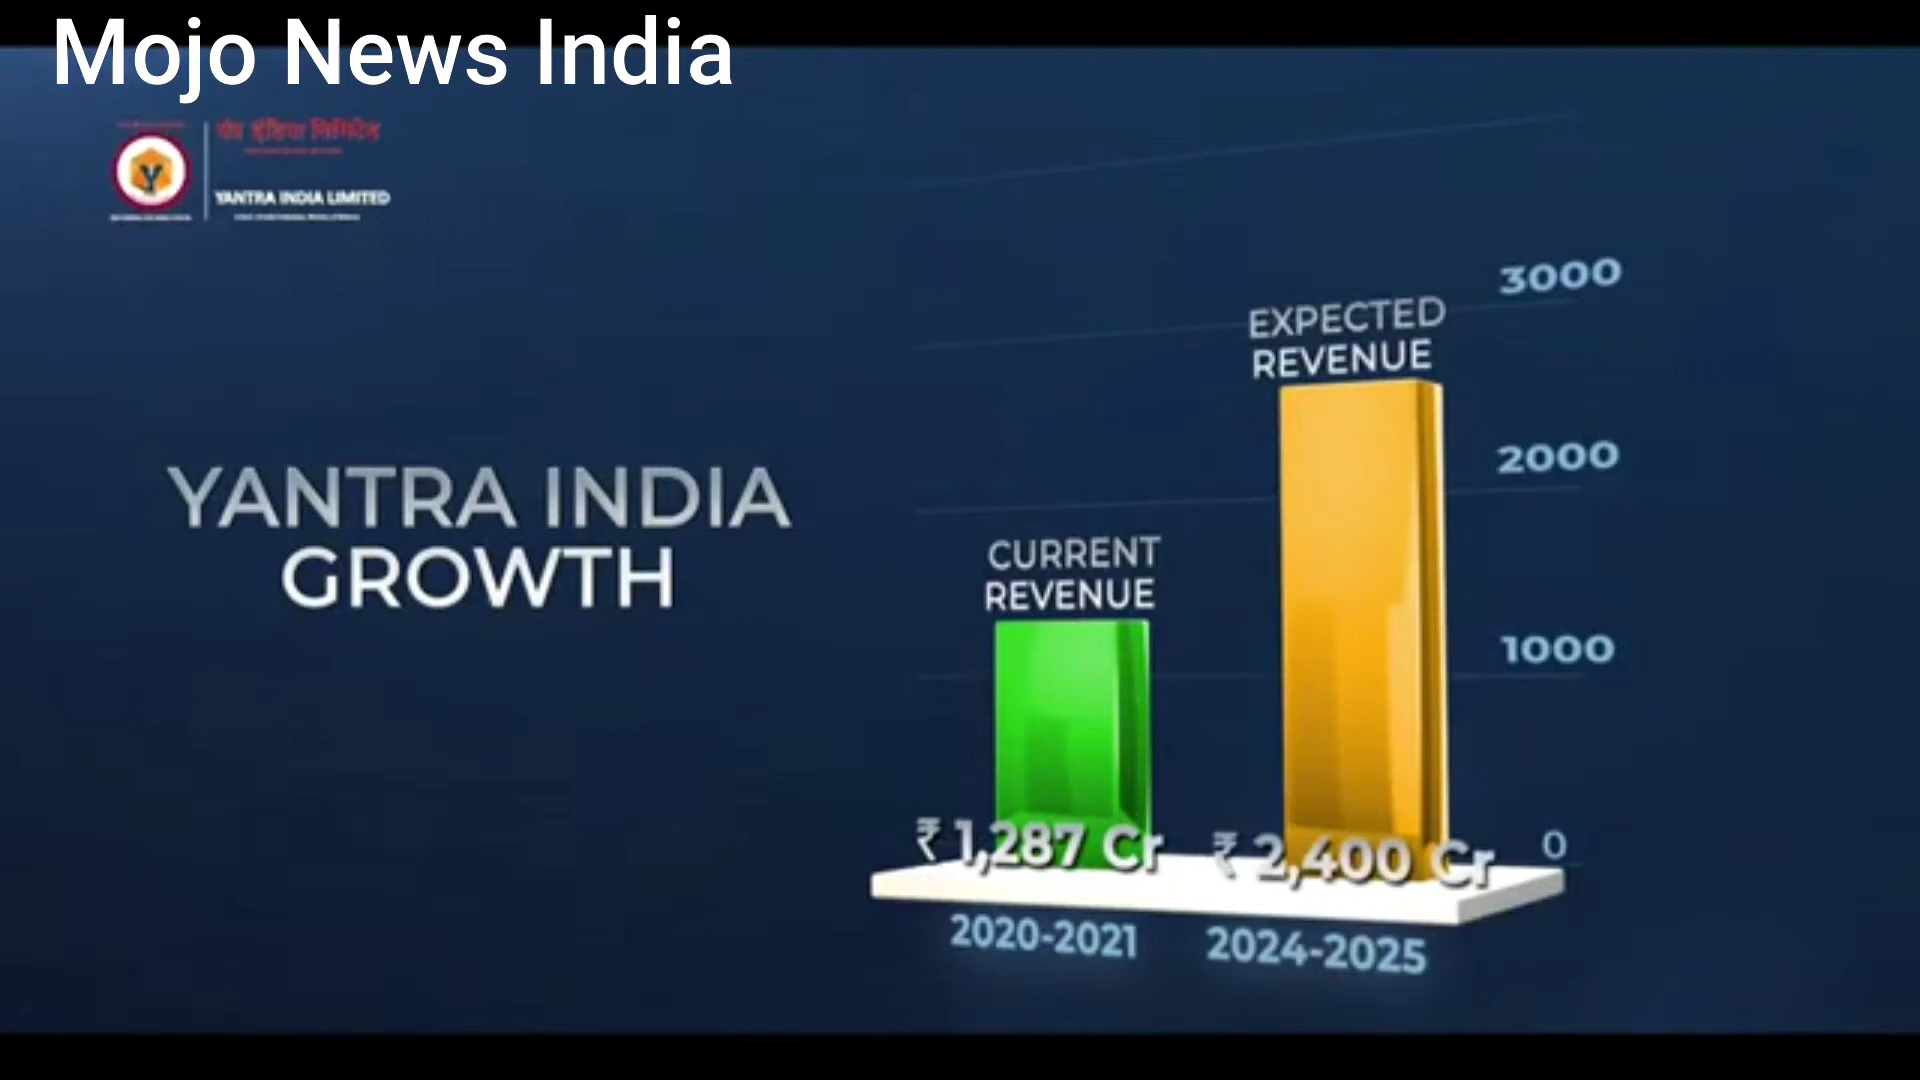 Mojo News India
यंत्र इंडिया लिमिटेड
YANTRA INDIA LIMITED
YANTRA INDIA
GROWTH
3000
EXPECTED
REVENUE
2000
CURRENT
REVENUE
1000
₹ 1,287 Cr
₹ 2,400 Cr
0
2020-2021
2024-2025